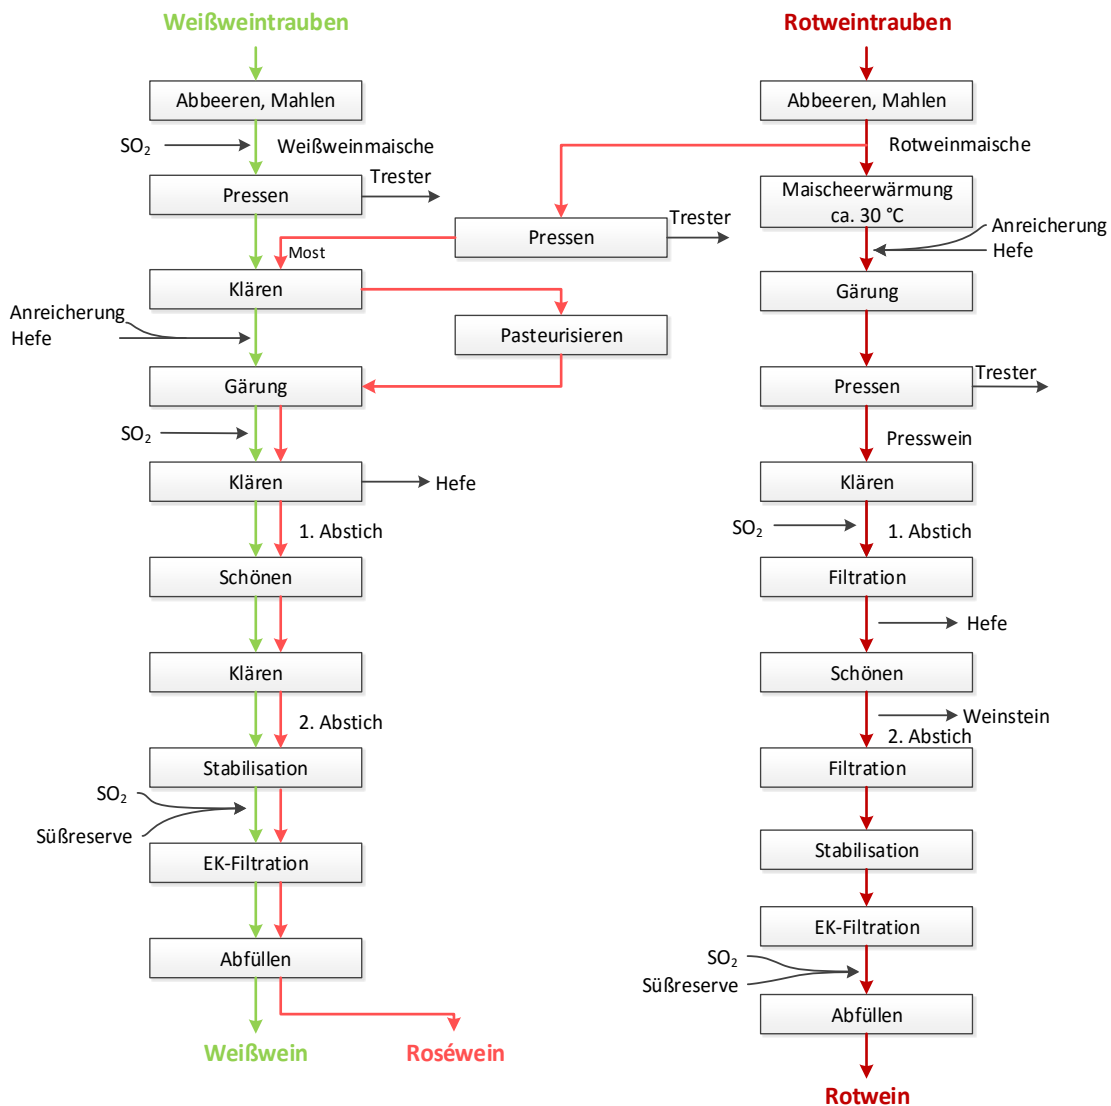 Weißweintrauben
Rotweintrauben
Abbeeren, Mahlen
Abbeeren, Mahlen
SO₂
Weißweinmaische
Rotweinmaische
Pressen
Trester
Maischeerwärmung
ca. 30 °C
Pressen
Trester
Anreicherung
Hefe
Most
Klären
Gärung
Anreicherung
Hefe
Pasteurisieren
Gärung
Pressen
Trester
SO₂
Presswein
Klären
Hefe
Klären
1. Abstich
SO₂
1. Abstich
Schönen
Filtration
Hefe
Klären
Schönen
2. Abstich
Weinstein
2. Abstich
Stabilisation
Filtration
SO₂
Süßreserve
EK-Filtration
Stabilisation
EK-Filtration
Abfüllen
SO₂
Süßreserve
Abfüllen
Weißwein
Roséwein
Rotwein